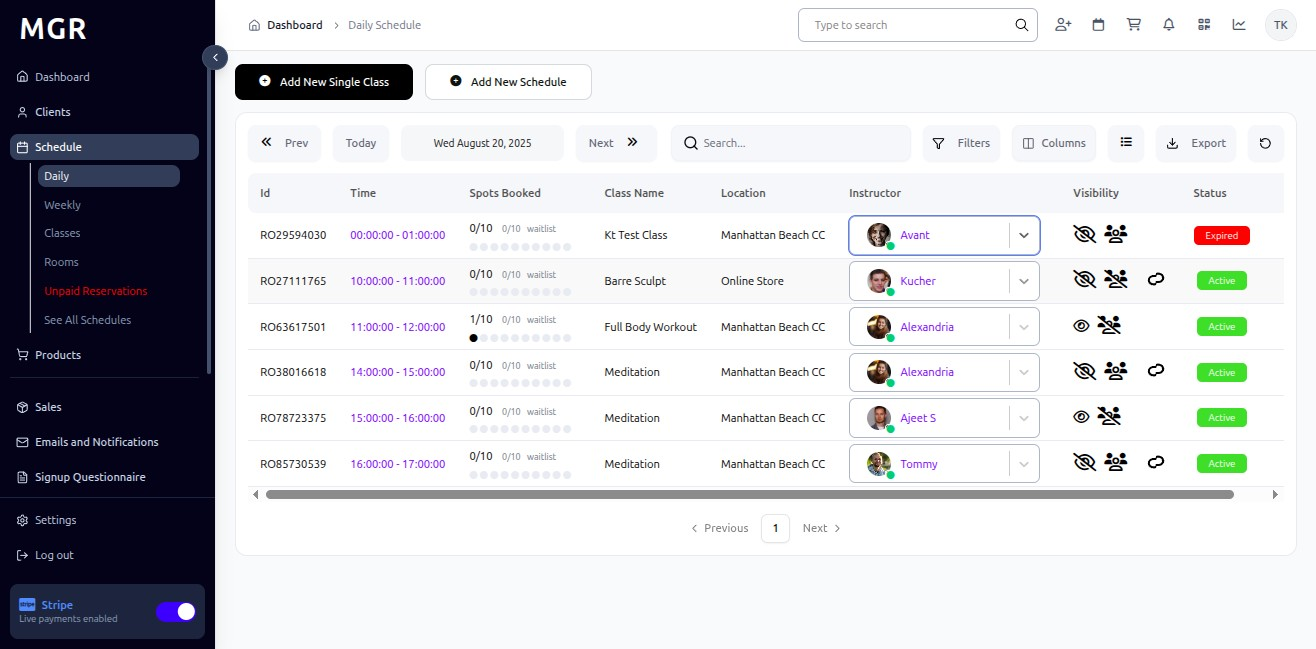 MGR
Dashboard
Clients
Schedule
Daily
Weekly
Classes
Rooms
Unpaid Reservations
See All Schedules
Products
Sales
Emails and Notifications
Signup Questionnaire
Settings
Log out
stripe Stripe
Live payments enabled
Dashboard > Daily Schedule
Type to search
TK
Add New Single Class Add New Schedule
Prev Today Wed August 20, 2025 Next Search... Filters Columns Export
Id Time Spots Booked Class Name Location Instructor Visibility Status
RO29594030 00:00:00 - 01:00:00 0/10 0/10 waitlist Kt Test Class Manhattan Beach CC Avant Expired
RO27111765 10:00:00 - 11:00:00 0/10 0/10 waitlist Barre Sculpt Online Store Kucher Active
RO63617501 11:00:00 - 12:00:00 1/10 0/10 waitlist Full Body Workout Manhattan Beach CC Alexandria Active
RO38016618 14:00:00 - 15:00:00 0/10 0/10 waitlist Meditation Manhattan Beach CC Alexandria Active
RO78723375 15:00:00 - 16:00:00 0/10 0/10 waitlist Meditation Manhattan Beach CC Ajeet S Active
RO85730539 16:00:00 - 17:00:00 0/10 0/10 waitlist Meditation Manhattan Beach CC Tommy Active
Previous 1 Next